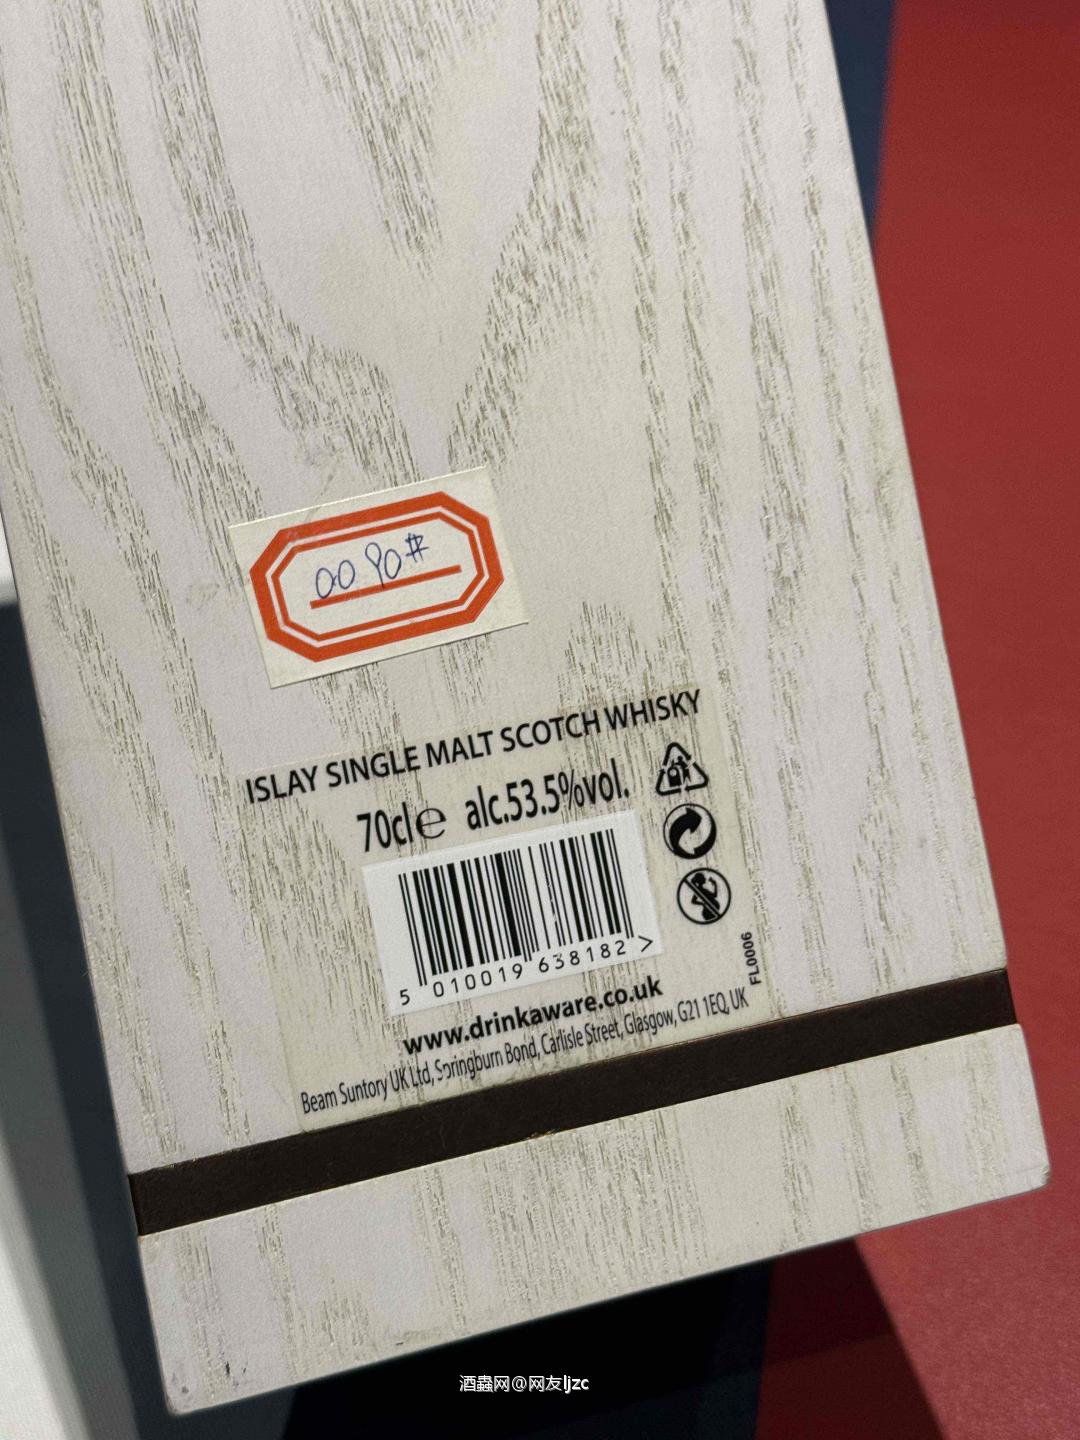 0090#
ISLAY SINGLE MALT SCOTCH WHISKY
70cl e alc.53.5%vol.
5 010019 638182 >
FL0006
www.drinkaware.co.uk
Beam Suntory UK Ltd, Springburn Bond, Carlisle Street, Glasgow, G21 1EQ, UK
酒蟲网@网友ljzc